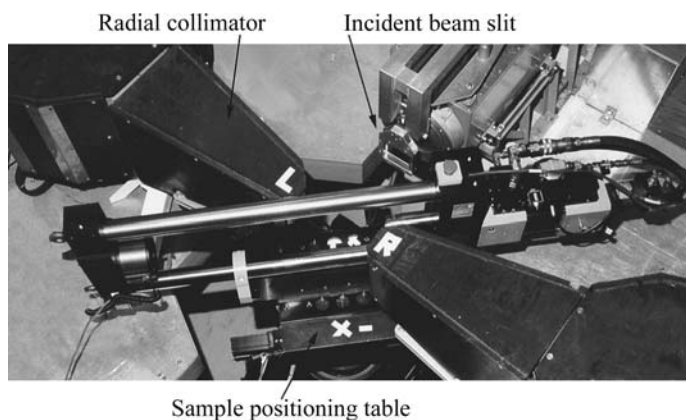 Radial collimator
Incident beam slit
L
R
X-
Sample positioning table